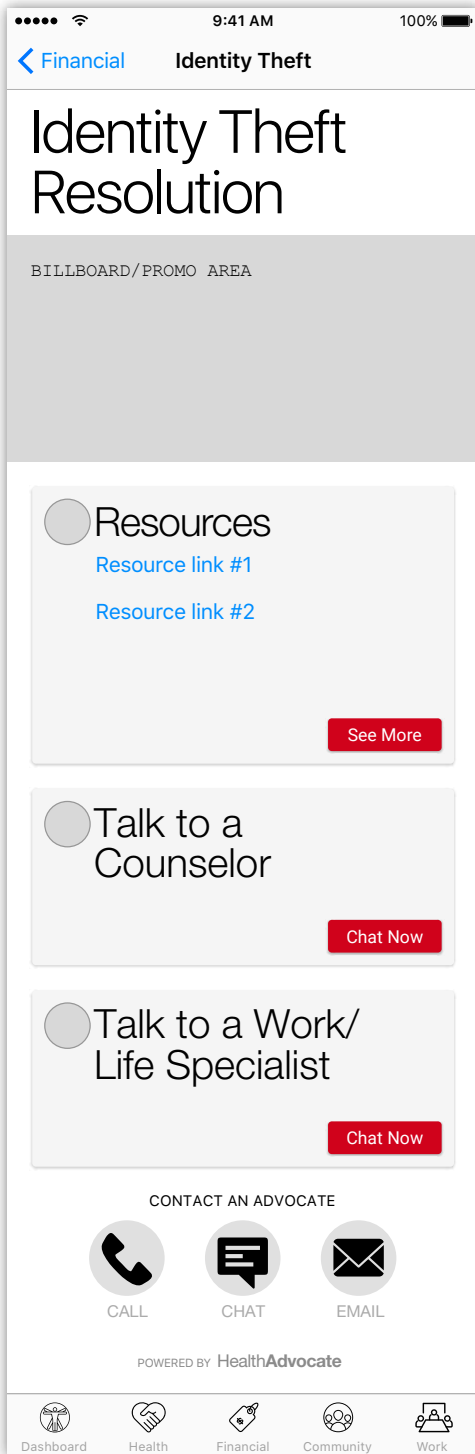 9:41 AM 100%
Financial Identity Theft
Identity Theft
Resolution
BILLBOARD/PROMO AREA
Resources
Resource link #1
Resource link #2
See More
Talk to a
Counselor
Chat Now
Talk to a Work/
Life Specialist
Chat Now
CONTACT AN ADVOCATE
CALL CHAT EMAIL
POWERED BY HealthAdvocate
Dashboard Health Financial Community Work